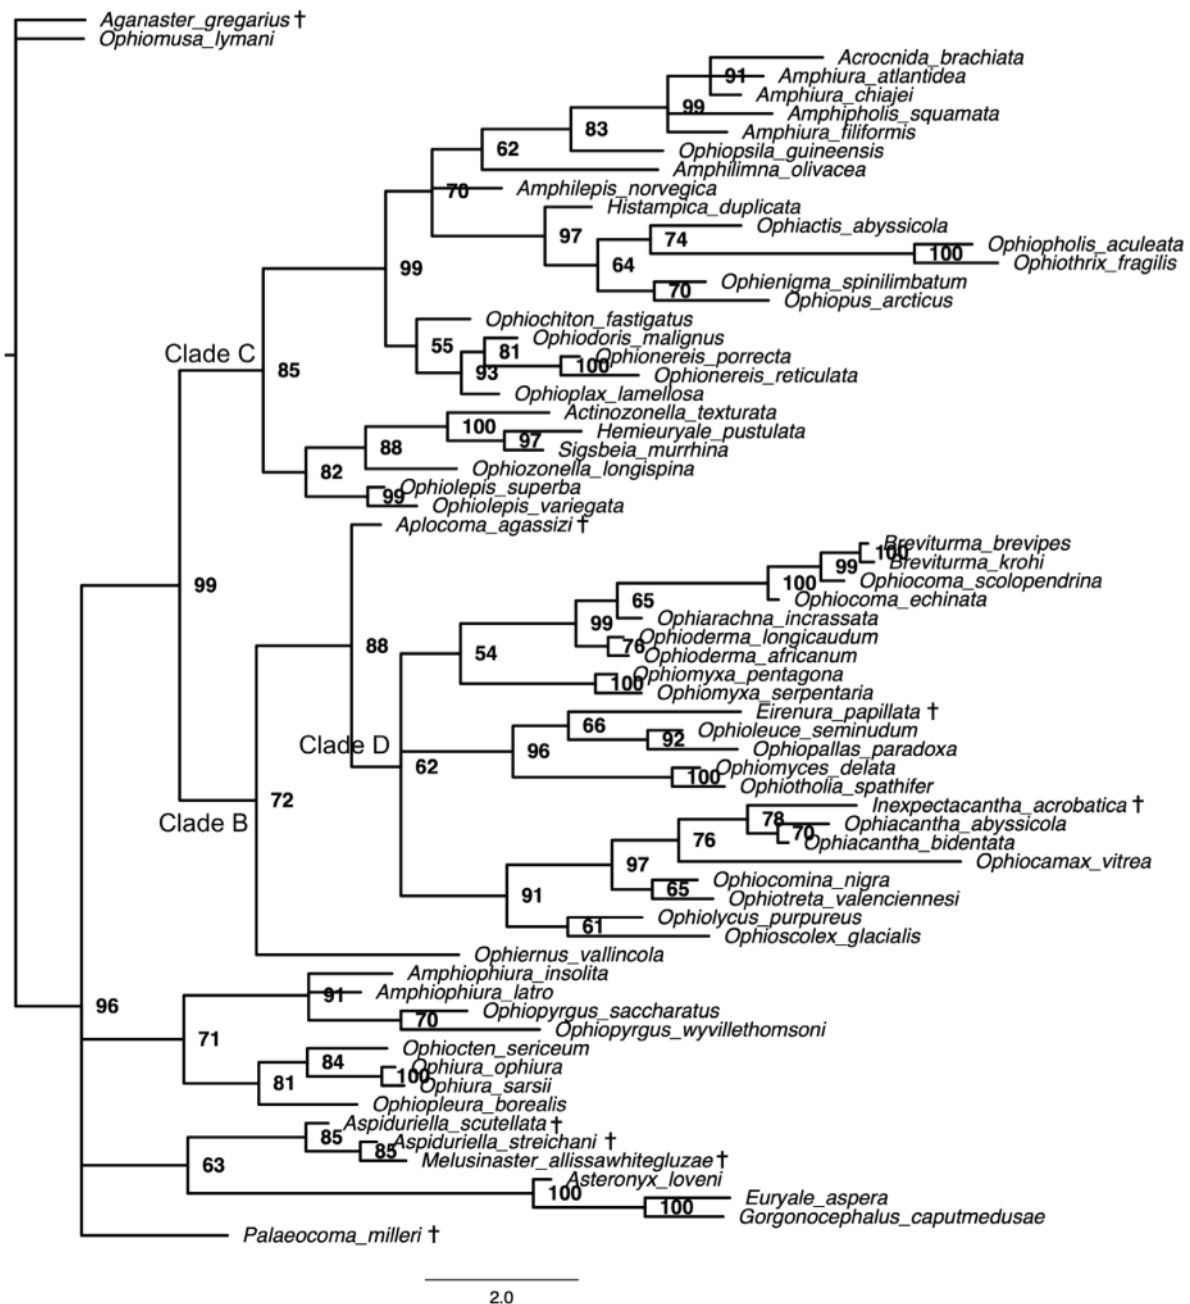 Aganaster_gregarius †
Ophiomusa_lymani
Acrocnida_brachiata
91 Amphiura_atlantidea
Amphiura_chiajei
99 Amphipholis_squamata
83 Amphiura_filiformis
62 Ophiopsila_guineensis
Amphilimna_olivacea
70 Amphilepis_norvegica
Histampica_duplicata
Ophiactis_abyssicola
97 74
Ophiopholis_aculeata
100
99 64 Ophiothrix_fragilis
Ophienigma_spinilimbatum
70
Ophiopus_arcticus
Ophiochiton_fastigatus
Ophiodoris_malignus
Clade C 55 81 Ophionereis_porrecta
85 93 100 Ophionereis_reticulata
Ophioplax_lamellosa
Actinozonella_texturata
100 Hemieuryale_pustulata
88 97 Sigsbeia_murrhina
82 Ophiozonella_longispina
Ophiolepis_superba
99
Ophiolepis_variegata
Aplocoma_agassizi †
Breviturma_brevipes
100
99 Breviturma_krohi
99 100 Ophiocoma_scolopendrina
65 Ophiocoma_echinata
99 Ophiarachna_incrassata
Ophioderma_longicaudum
88 76
54 Ophioderma_africanum
Ophiomyxa_pentagona
100
Ophiomyxa_serpentaria
Eirenura_papillata †
66 Ophioleuce_seminudum
Clade D 96 92
Ophiopallas_paradoxa
62 Ophiomyces_delata
100
Ophiotholia_spathifer
72 Inexpectacantha_acrobatica †
Clade B 78 Ophiacantha_abyssicola
76 70 Ophiacantha_bidentata
97 Ophiocamax_vitrea
Ophiocomina_nigra
91 65
Ophiotreta_valenciennesi
Ophiolycus_purpureus
61
Ophioscolex_glacialis
Ophiernus_vallincola
Amphiophiura_insolita
91 Amphiophiura_latro
96 Ophiopyrgus_saccharatus
70
71 Ophiopyrgus_wyvillethomsoni
Ophiocten_sericeum
84 Ophiura_ophiura
81 100 Ophiura_sarsii
Ophiopleura_borealis
Aspiduriella_scutellata †
85 Aspiduriella_streichani †
85
63 Melusinaster_allissawhitegluzae †
Asteronyx_loveni
100 Euryale_aspera
100
Gorgonocephalus_caputmedusae
Palaeocoma_milleri †
2.0